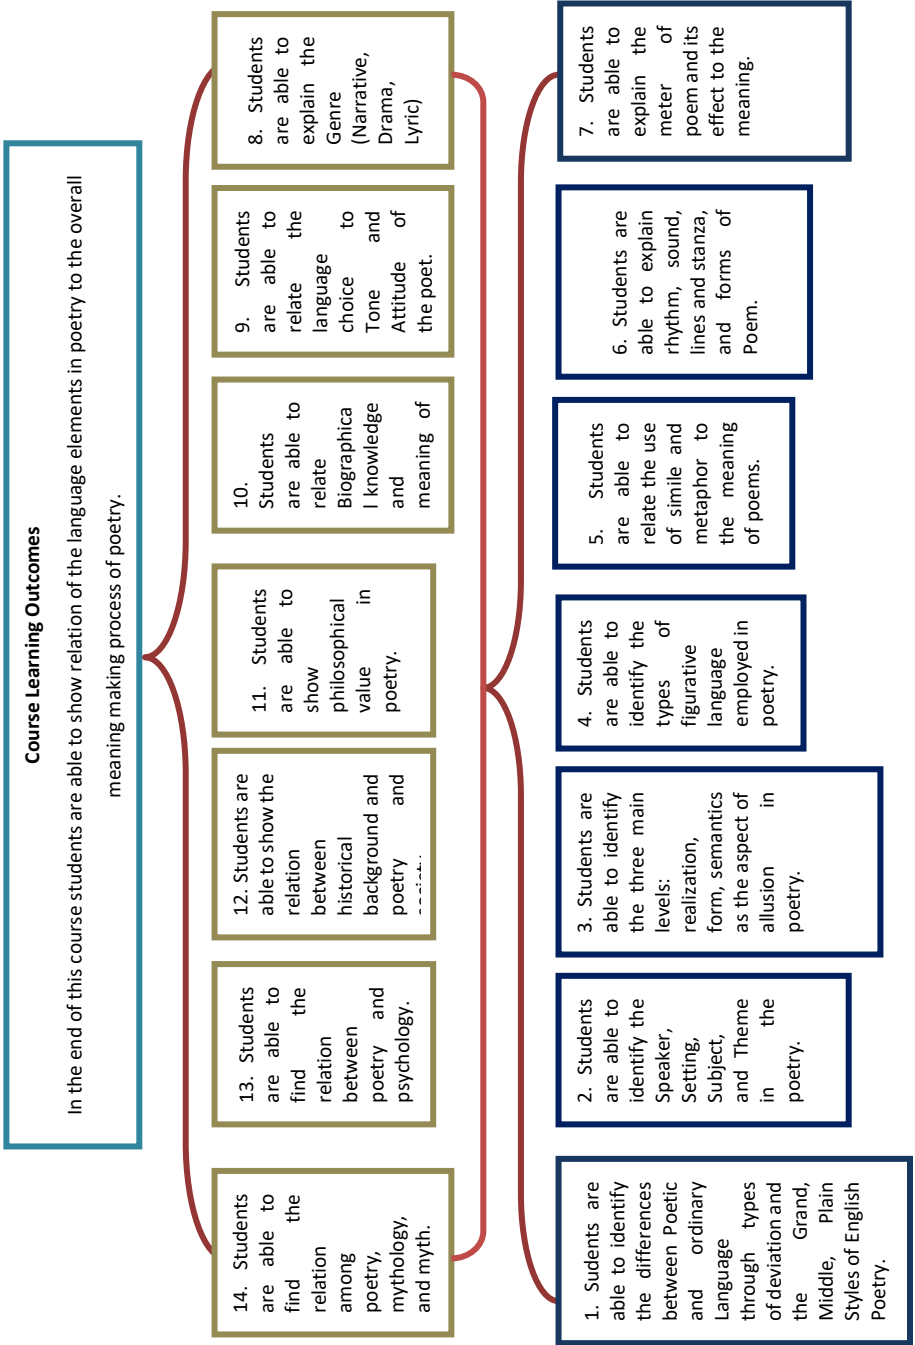 Course Learning Outcomes
In the end of this course students are able to show relation of the language elements in poetry to the overall
meaning making process of poetry.
14. Students
are able to
find the
relation
among
poetry,
mythology,
and myth.
13. Students
are able to
find the
relation
between
poetry and
psychology.
12. Students are
able to show the
relation
between
historical
background and
poetry and
11. Students
are able to
show
philosophical
value in
poetry.
10.
Students
are able to
relate
Biographica
l knowledge
and
meaning of
9. Students
are able to
relate the
language
choice to
Tone and
Attitude of
the poet.
8. Students
are able to
explain the
Genre
(Narrative,
Drama,
Lyric)
1. Sudents are
able to identify
the differences
between Poetic
and ordinary
Language
through types
of deviation and
the Grand,
Middle, Plain
Styles of English
Poetry.
2. Students
are able to
identify the
Speaker,
Setting,
Subject,
and Theme
in the
poetry.
3. Students are
able to identify
the three main
levels:
realization,
form, semantics
as the aspect of
allusion in
poetry.
4. Students
are able to
identify the
types of
figurative
language
employed in
poetry.
5. Students
are able to
relate the use
of simile and
metaphor to
the meaning
of poems.
6. Students are
able to explain
rhythm, sound,
lines and stanza,
and forms of
Poem.
7. Students
are able to
explain the
meter of
poem and its
effect to the
meaning.